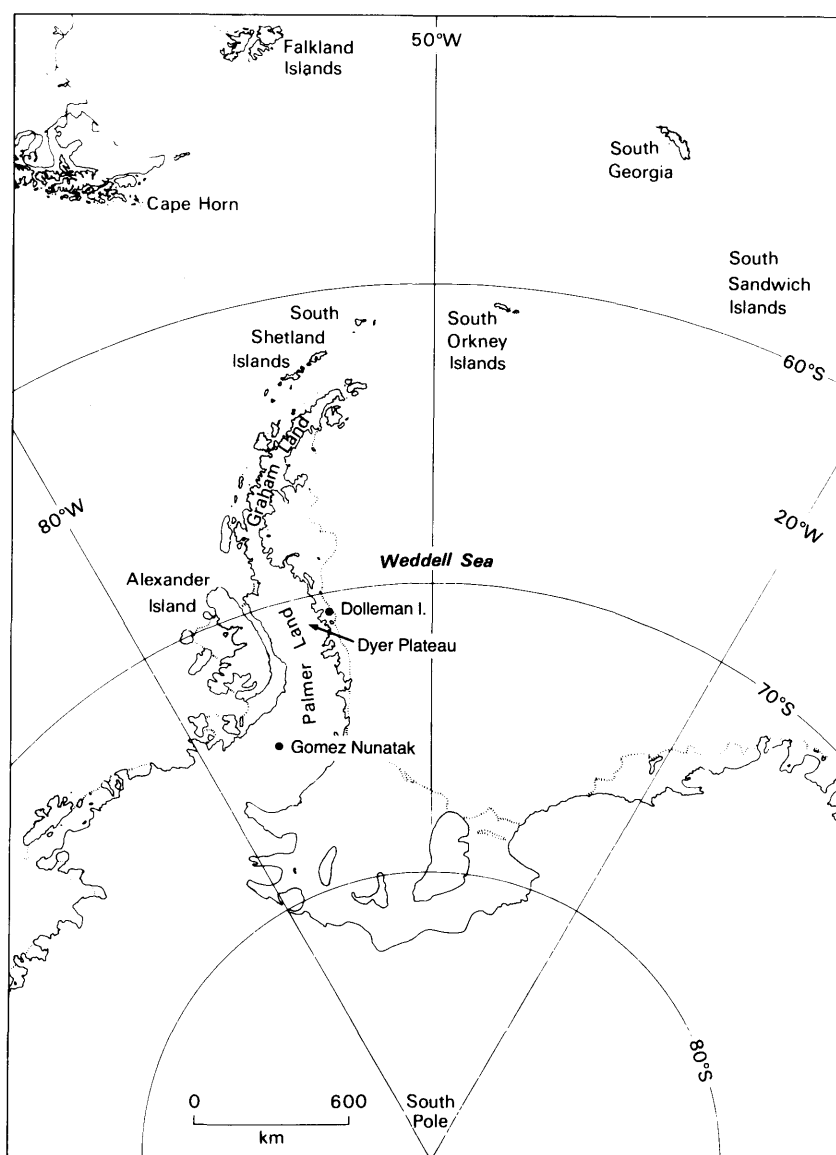 Falkland
Islands
50°W
South
Georgia
Cape Horn
South
Sandwich
Islands
South
Shetland
Islands
South
Orkney
Islands
60°S
Graham Land
80°W
20°W
Weddell Sea
Alexander
Island
Dolleman I.
Dyer Plateau
Palmer Land
70°S
Gomez Nunatak
80°S
0 600
km
South
Pole